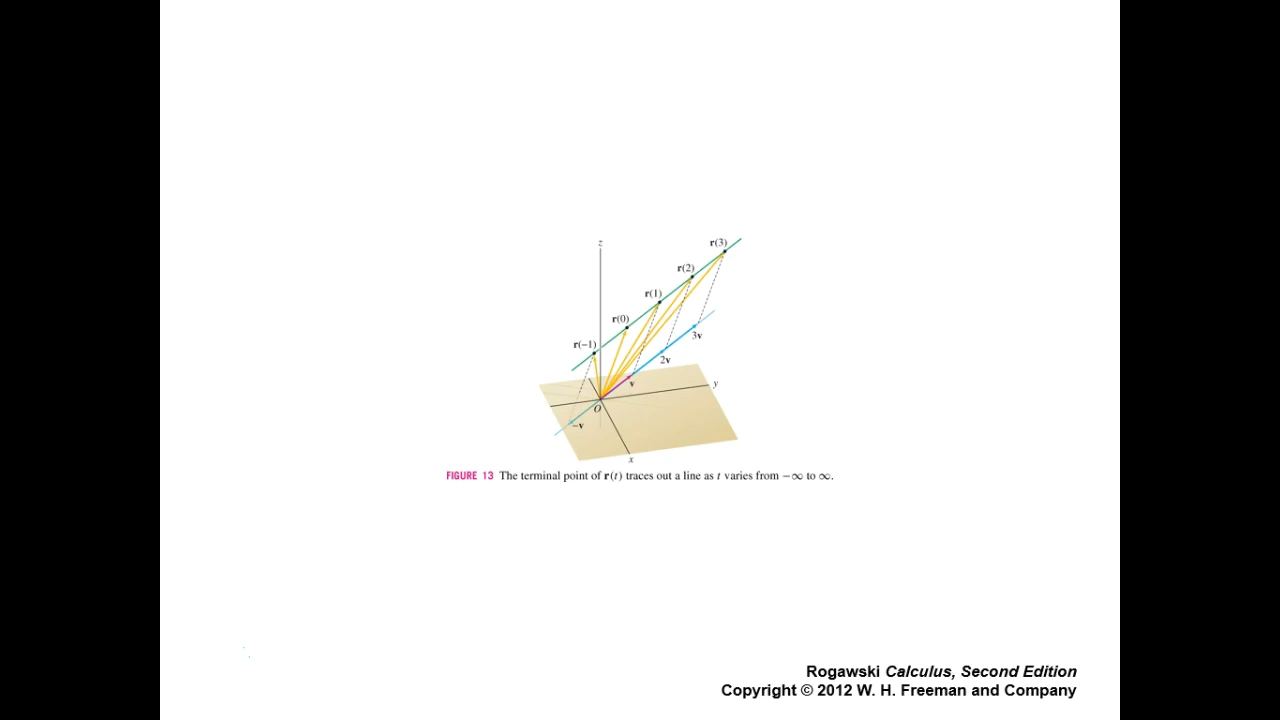 z
r(3)
r(2)
r(1)
r(0)
r(−1)
3v
2v
v
y
O
−v
x
FIGURE 13 The terminal point of r(t) traces out a line as t varies from −∞ to ∞.
Rogawski Calculus, Second Edition
Copyright © 2012 W. H. Freeman and Company